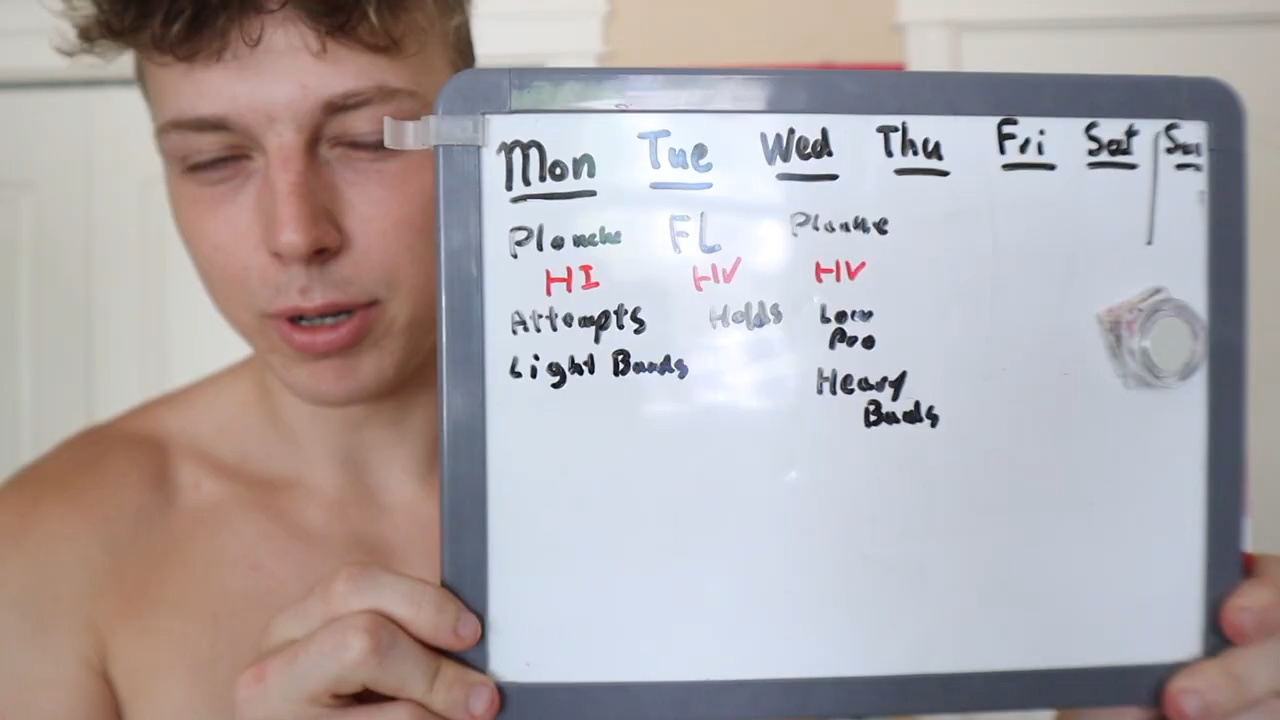 Mon Tue Wed Thu Fri Sat Sun
Planche FL Planche
HI HV HV
Attempts Holds Low
Pro
Light Bands Heavy
Bands